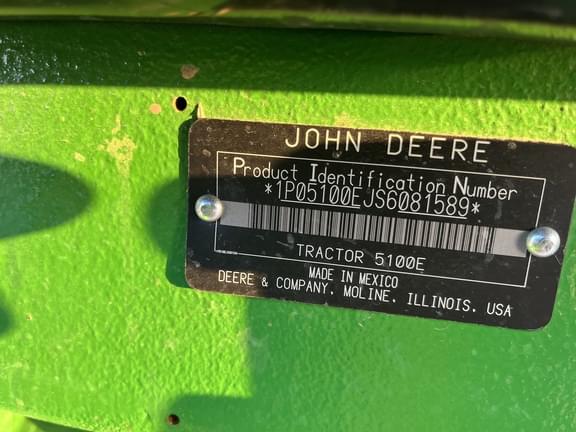 JOHN DEERE
Product Identification Number
*1P05100EJS6081589*
TRACTOR 5100E
MADE IN MEXICO
DEERE & COMPANY, MOLINE, ILLINOIS, USA